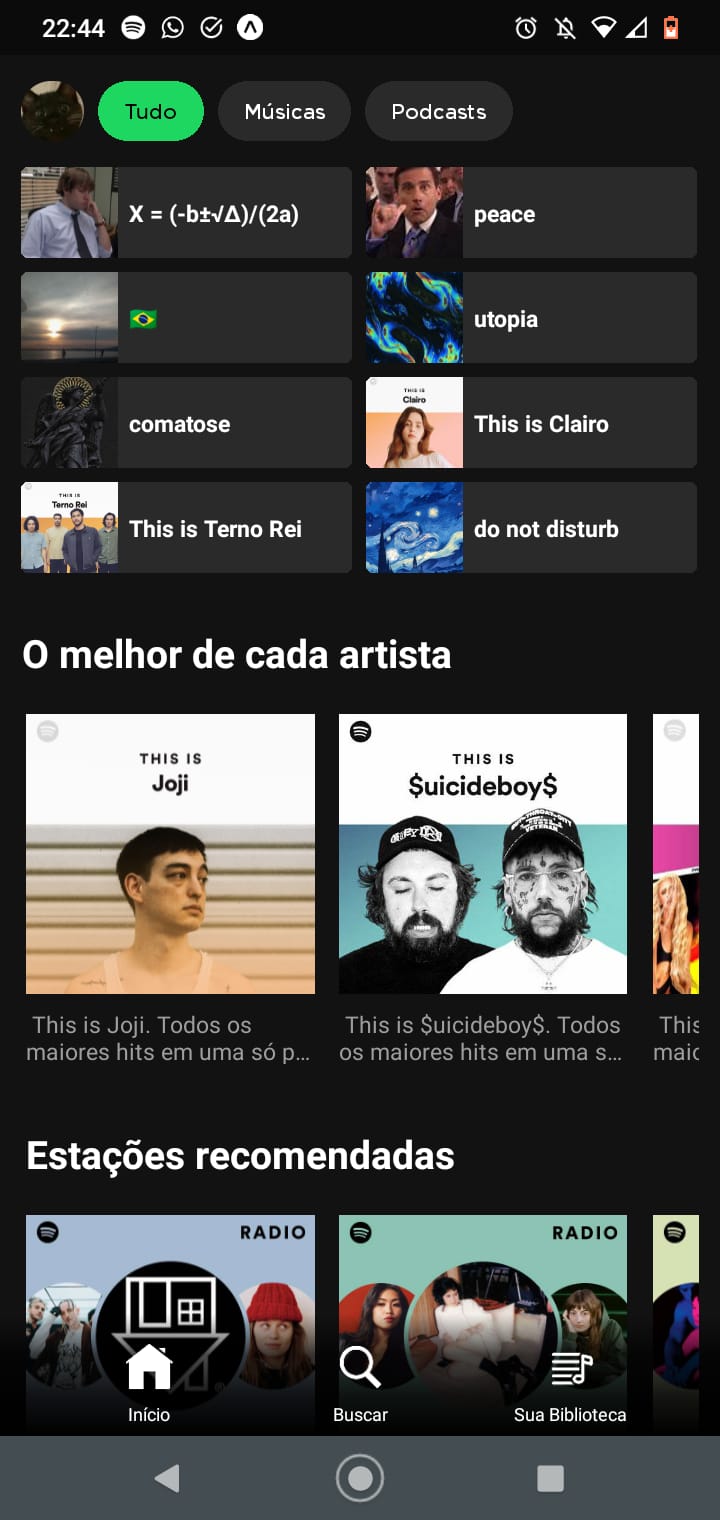 22:44
Tudo
Músicas
Podcasts
X = (-b±√Δ)/(2a)
peace
🇧🇷
utopia
comatose
THIS IS
Clairo
This is Clairo
THIS IS
Terno Rei
This is Terno Rei
do not disturb
O melhor de cada artista
THIS IS
Joji
THIS IS
$uicideboy$
This is Joji. Todos os
maiores hits em uma só p...
This is $uicideboy$. Todos
os maiores hits em uma s...
This
maio
Estações recomendadas
RADIO
RADIO
Início
Buscar
Sua Biblioteca